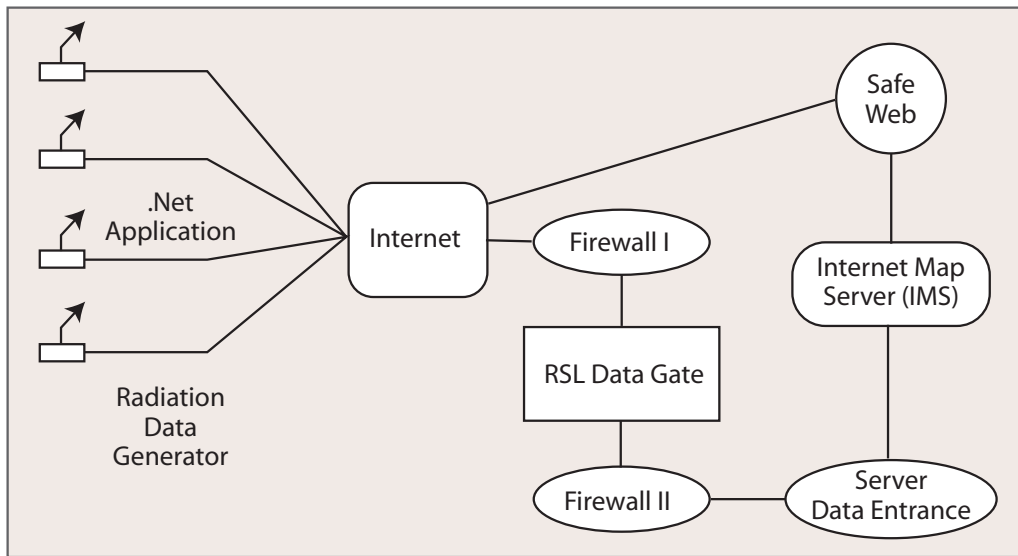 .Net
Application
Radiation
Data
Generator
Internet
Firewall I
RSL Data Gate
Firewall II
Safe
Web
Internet Map
Server (IMS)
Server
Data Entrance